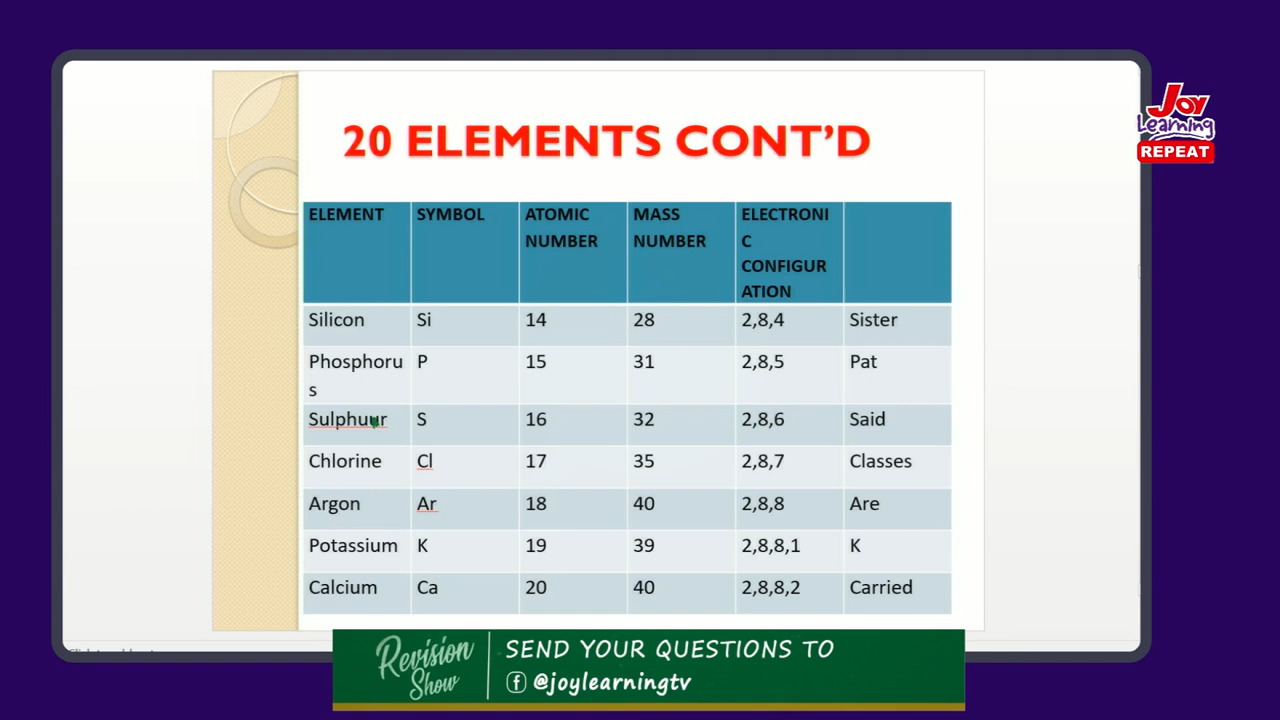 Joy
Learning
REPEAT
20 ELEMENTS CONT’D
ELEMENT SYMBOL ATOMIC NUMBER MASS NUMBER ELECTRONI
C
CONFIGUR
ATION
Silicon Si 14 28 2,8,4 Sister
Phosphoru
s P 15 31 2,8,5 Pat
Sulphuur S 16 32 2,8,6 Said
Chlorine Cl 17 35 2,8,7 Classes
Argon Ar 18 40 2,8,8 Are
Potassium K 19 39 2,8,8,1 K
Calcium Ca 20 40 2,8,8,2 Carried
Revision
Show
SEND YOUR QUESTIONS TO
@joylearningtv